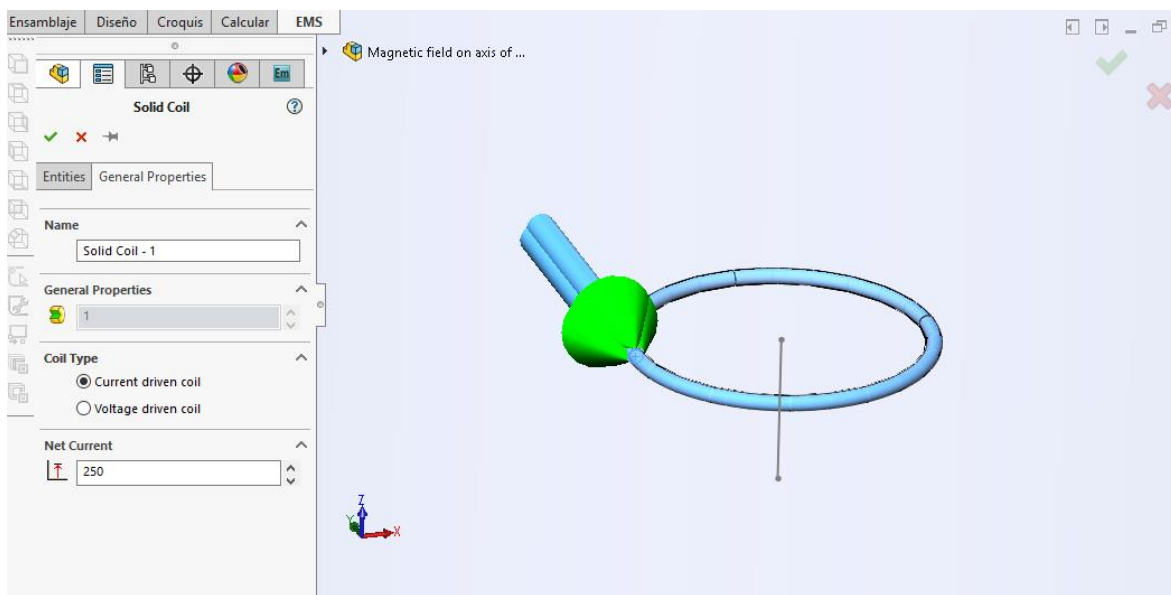 Ensamblaje Diseño Croquis Calcular EMS
Magnetic field on axis of ...
Em
Solid Coil
Entities General Properties
Name
Solid Coil - 1
General Properties
1
Coil Type
Current driven coil
Voltage driven coil
Net Current
250
Z
Y
X